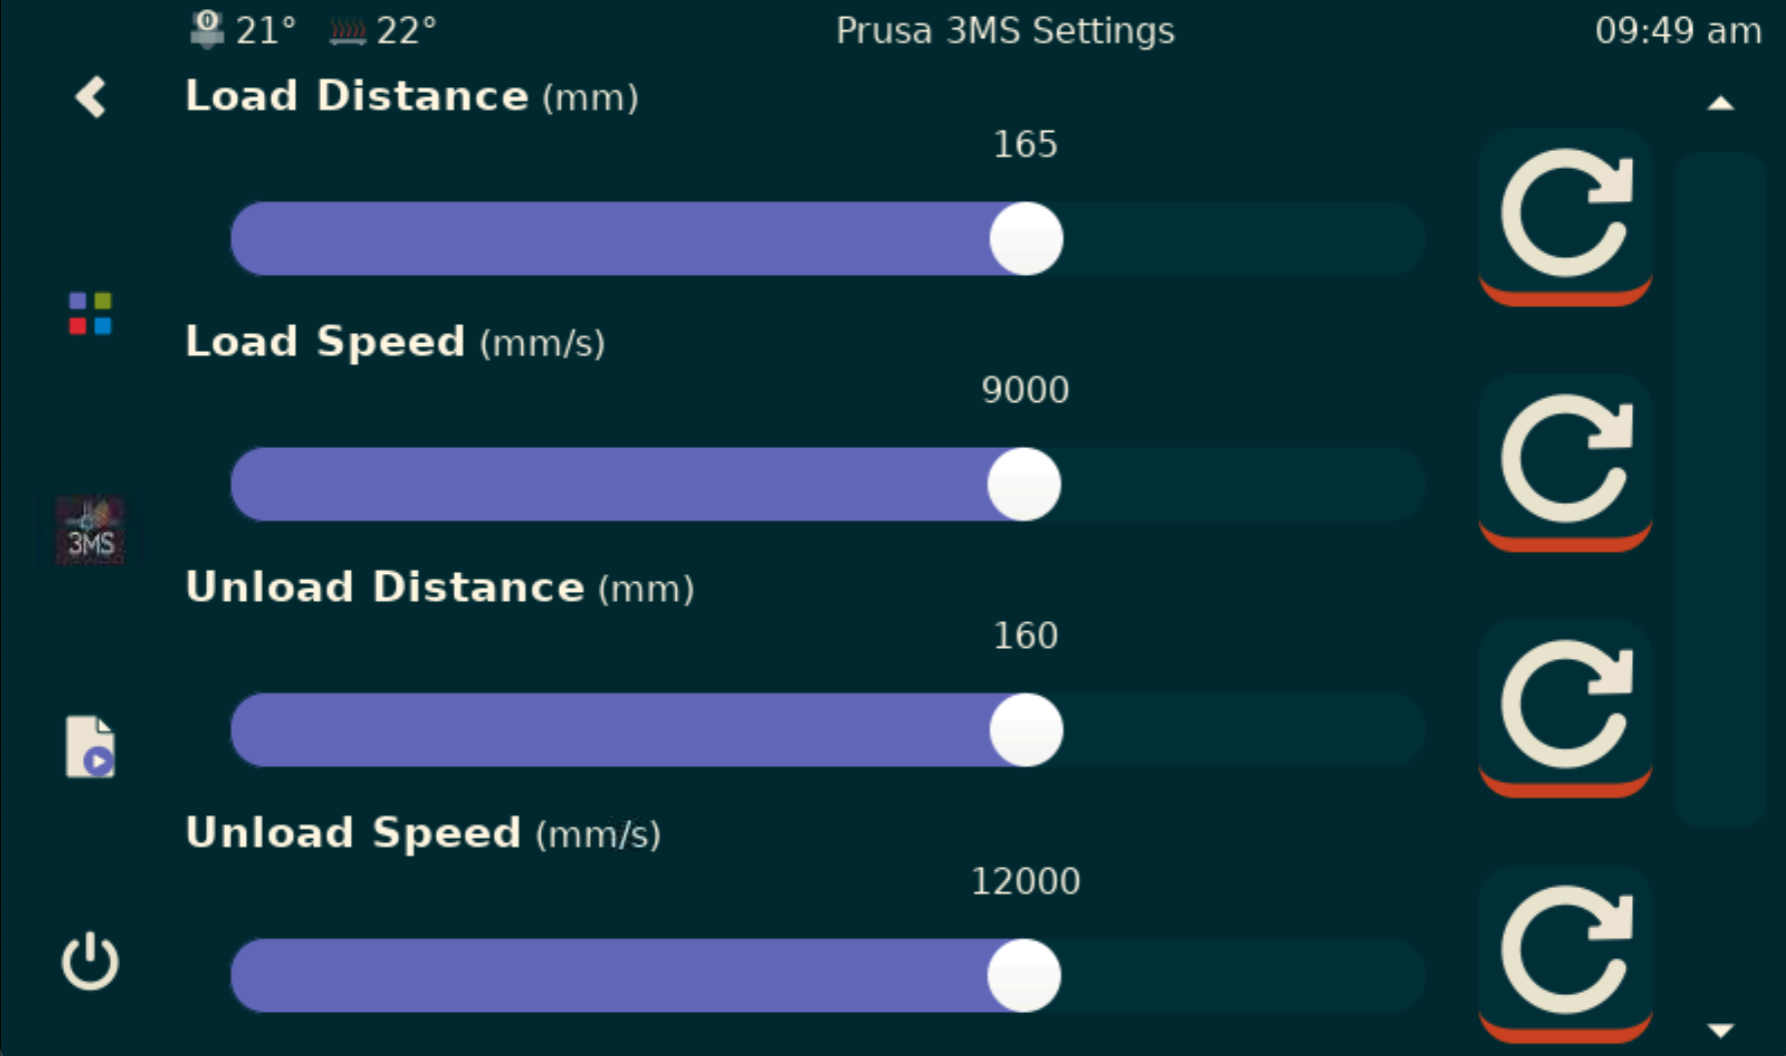 0 21° 22° Prusa 3MS Settings 09:49 am
Load Distance (mm)
165
Load Speed (mm/s)
9000
3MS
Unload Distance (mm)
160
Unload Speed (mm/s)
12000